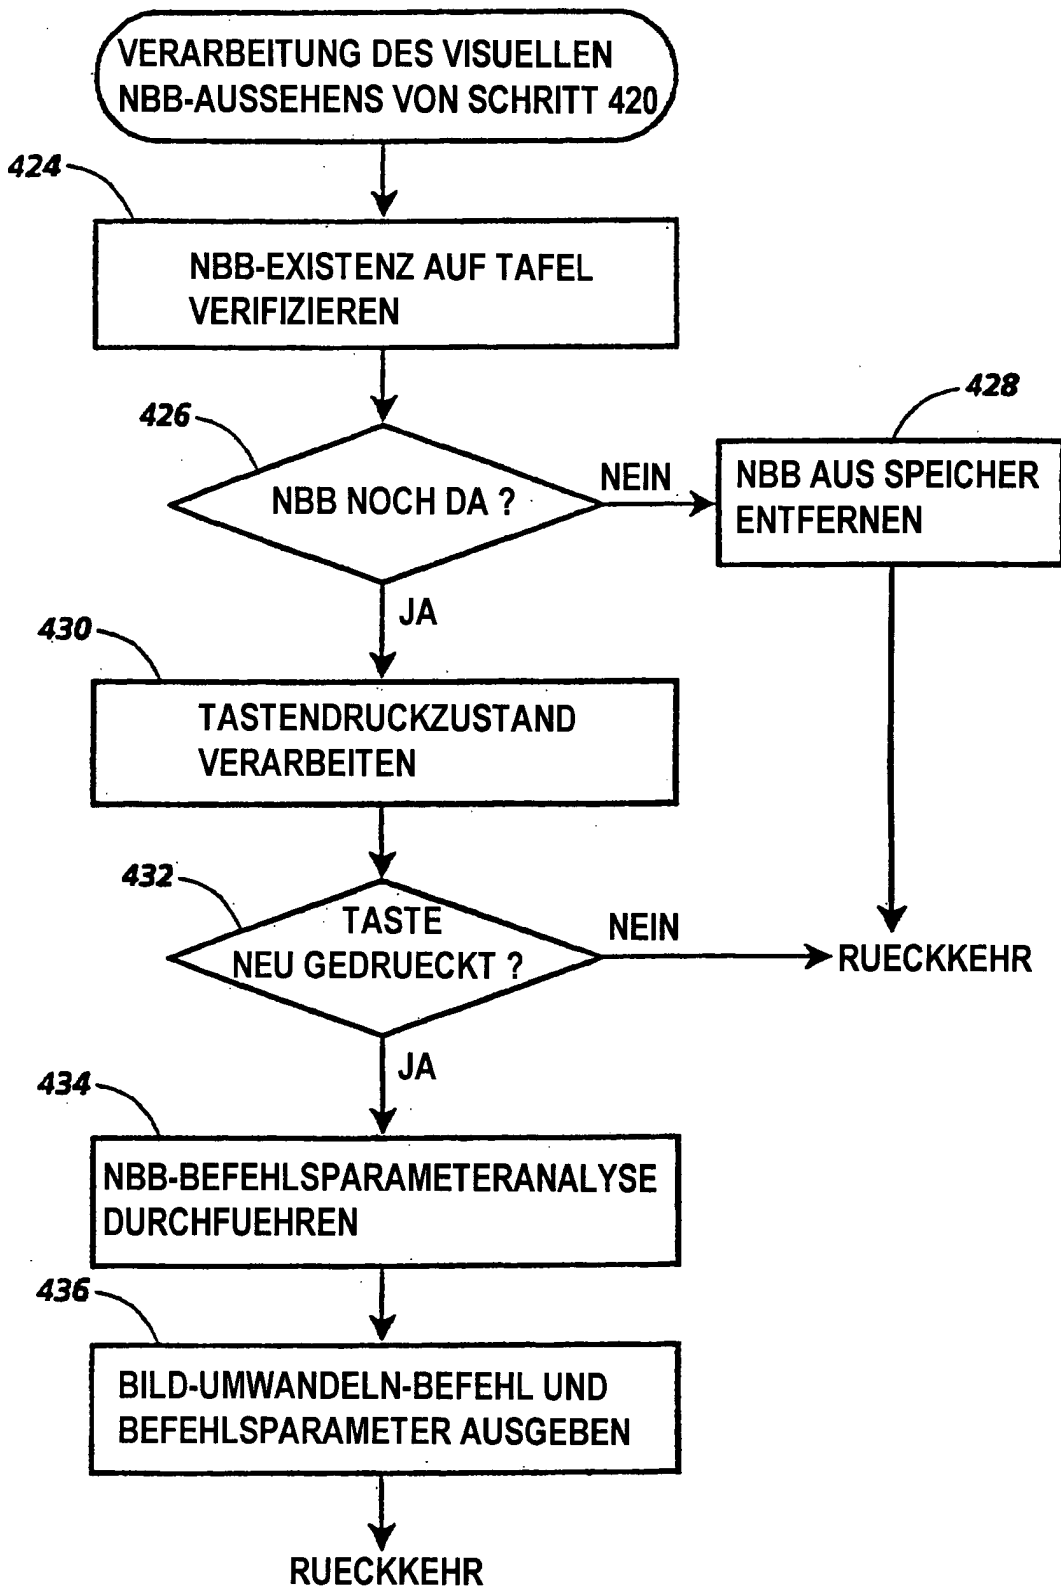 VERARBEITUNG DES VISUELLEN
NBB-AUSSEHENS VON SCHRITT 420
424
NBB-EXISTENZ AUF TAFEL
VERIFIZIEREN
426
NBB NOCH DA ?
NEIN
428
NBB AUS SPEICHER
ENTFERNEN
JA
430
TASTENDRUCKZUSTAND
VERARBEITEN
432
TASTE
NEU GEDRUECKT ?
NEIN
RUECKKEHR
JA
434
NBB-BEFEHLSPARAMETERANALYSE
DURCHFUEHREN
436
BILD-UMWANDELN-BEFEHL UND
BEFEHLSPARAMETER AUSGEBEN
RUECKKEHR